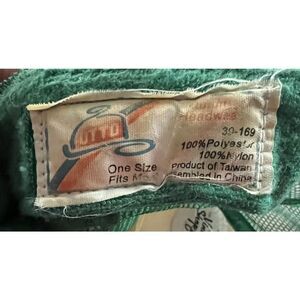 OTTO
Headwear
39-169
100%Polyester
100%Nylon
One Size
Fits Most
Product of Taiwan
Assembled in China